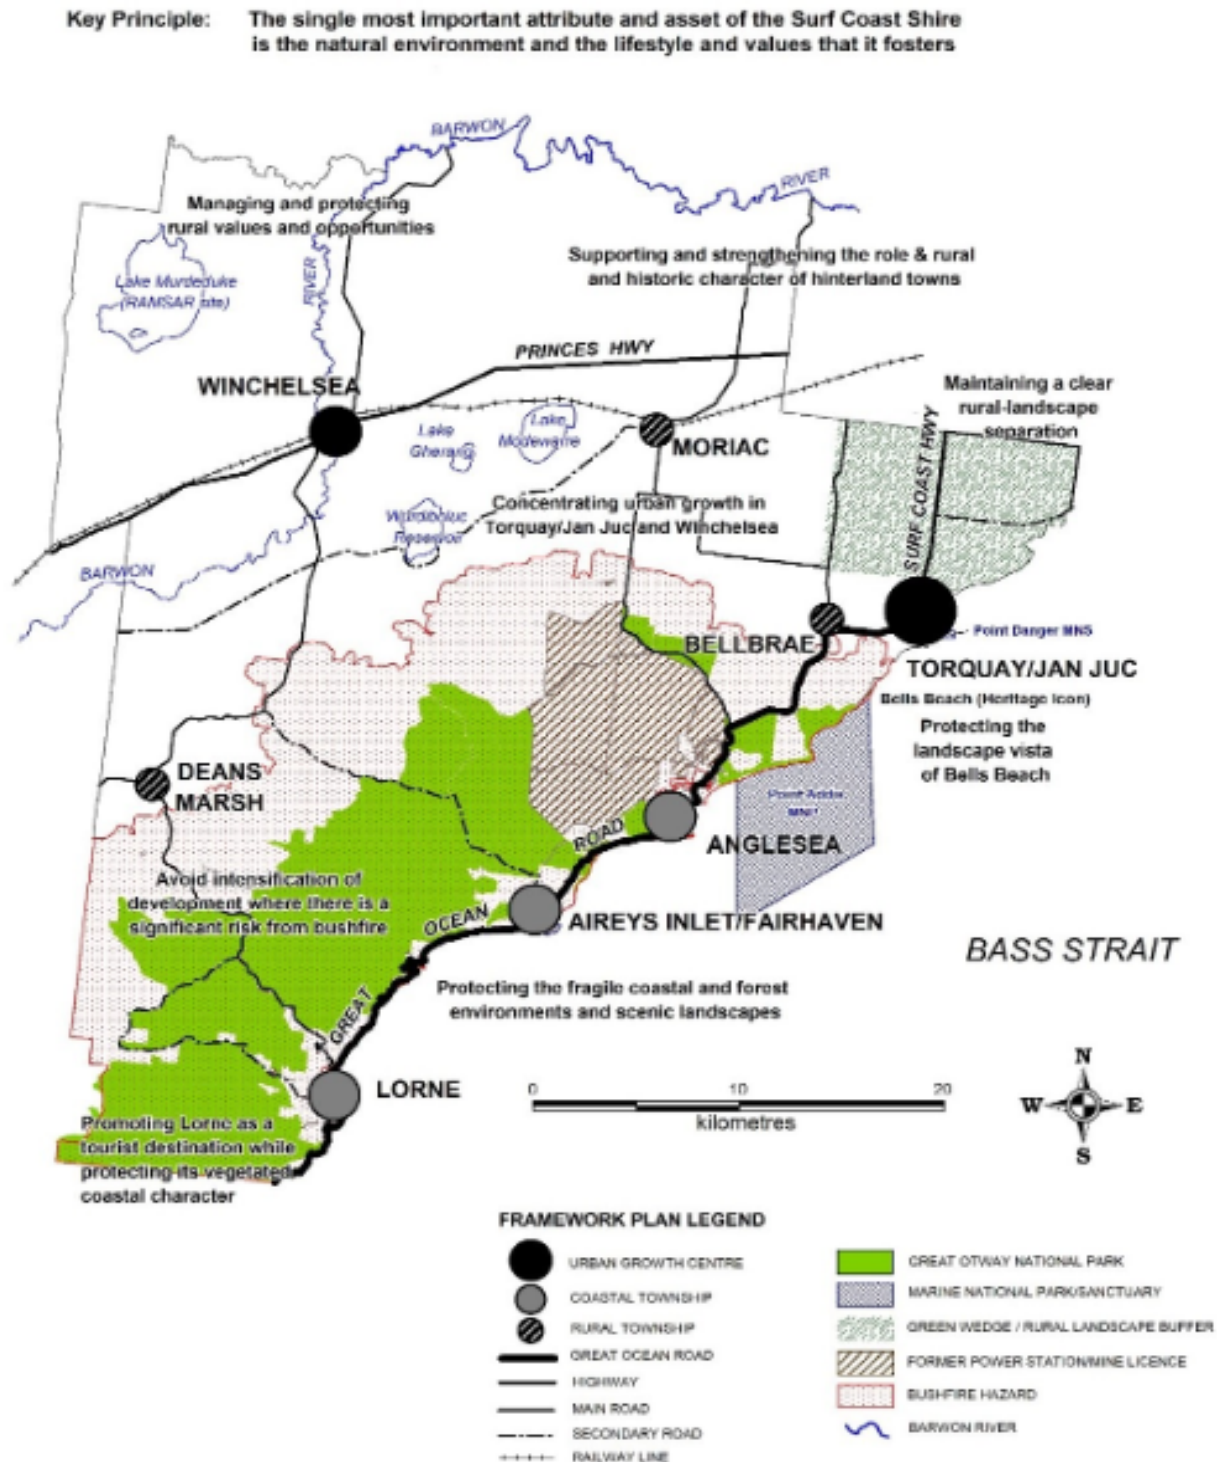 Key Principle: The single most important attribute and asset of the Surf Coast Shire
is the natural environment and the lifestyle and values that it fosters
BARWON
RIVER
Managing and protecting
rural values and opportunities
Supporting and strengthening the role & rural
and historic character of hinterland towns
Lake Murdeduke
(RAMSAR site)
RIVER
PRINCES HWY
WINCHELSEA
Maintaining a clear
rural-landscape
separation
Lake
Modewarre
Lake
Gherang
MORIAC
SURF COAST HWY
Concentrating urban growth in
Torquay/Jan Juc and Winchelsea
Reservoir
BARWON
BELLBRAE
Point Danger MNS
TORQUAY/JAN JUC
Bells Beach (Heritage Icon)
Protecting the
landscape vista
of Bells Beach
DEANS
MARSH
Point Addis
MNP
ROAD
ANGLESEA
Avoid intensification of
development where there is a
significant risk from bushfire
OCEAN
AIREYS INLET/FAIRHAVEN
BASS STRAIT
Protecting the fragile coastal and forest
environments and scenic landscapes
GREAT
LORNE
0 10 20
kilometres
N
W E
S
Promoting Lorne as a
tourist destination while
protecting its vegetated
coastal character
FRAMEWORK PLAN LEGEND
URBAN GROWTH CENTRE
COASTAL TOWNSHIP
RURAL TOWNSHIP
GREAT OCEAN ROAD
HIGHWAY
MAIN ROAD
SECONDARY ROAD
RAILWAY LINE
GREAT OTWAY NATIONAL PARK
MARINE NATIONAL PARK/SANCTUARY
GREEN WEDGE / RURAL LANDSCAPE BUFFER
FORMER POWER STATION/MINE LICENCE
BUSHFIRE HAZARD
BARWON RIVER